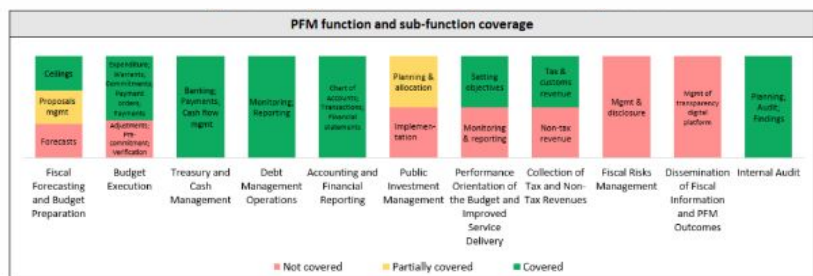 PFM function and sub-function coverage
Ceilings
Proposals
mgmt
Forecasts
Expenditure;
Warrants;
Commitments;
Payment
orders;
Payments
Adjustments;
Pre-
commitment;
Verification
Banking;
Payments;
Cash flow
mgmt
Monitoring;
Reporting
Chart of
accounts;
Transactions;
Financial
statements
Planning &
allocation
Implemen-
tation
Setting
objectives
Monitoring
& reporting
Tax &
customs
revenue
Non-tax
revenue
Mgmt &
disclosure
Mgmt of
transparency
digital
platform
Planning;
Audit;
Findings
Fiscal
Forecasting
and Budget
Preparation
Budget
Execution
Treasury and
Cash
Management
Debt
Management
Operations
Accounting and
Financial
Reporting
Public
Investment
Management
Performance
Orientation of
the Budget and
Improved
Service
Delivery
Collection of
Tax and Non-
Tax Revenues
Fiscal Risks
Management
Dissemination
of Fiscal
Information
and PFM
Outcomes
Internal Audit
Not covered
Partially covered
Covered